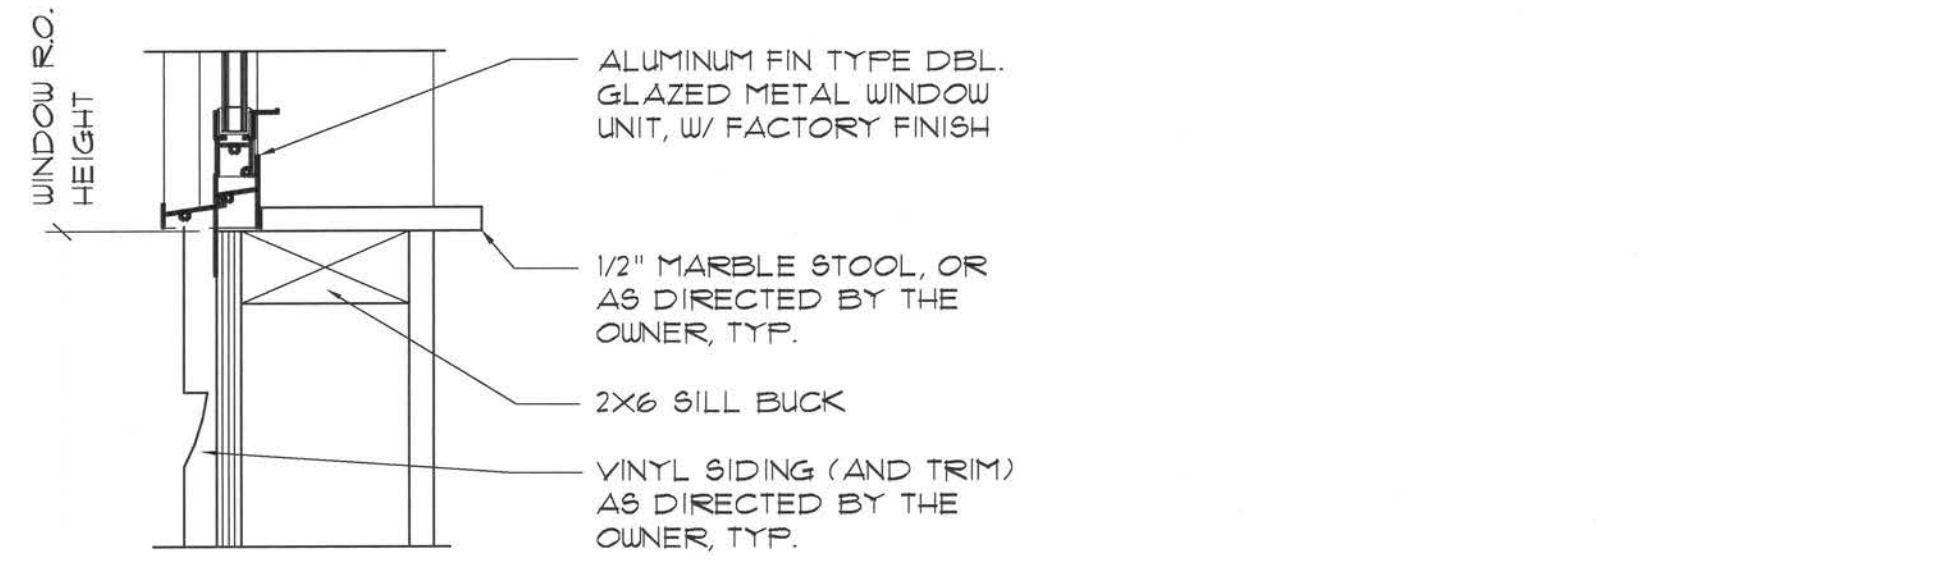 WINDOW R.O.
HEIGHT
ALUMINUM FIN TYPE DBL.
GLAZED METAL WINDOW
UNIT, W/ FACTORY FINISH
1/2" MARBLE STOOL, OR
AS DIRECTED BY THE
OWNER, TYP.
2X6 SILL BUCK
VINYL SIDING (AND TRIM)
AS DIRECTED BY THE
OWNER, TYP.